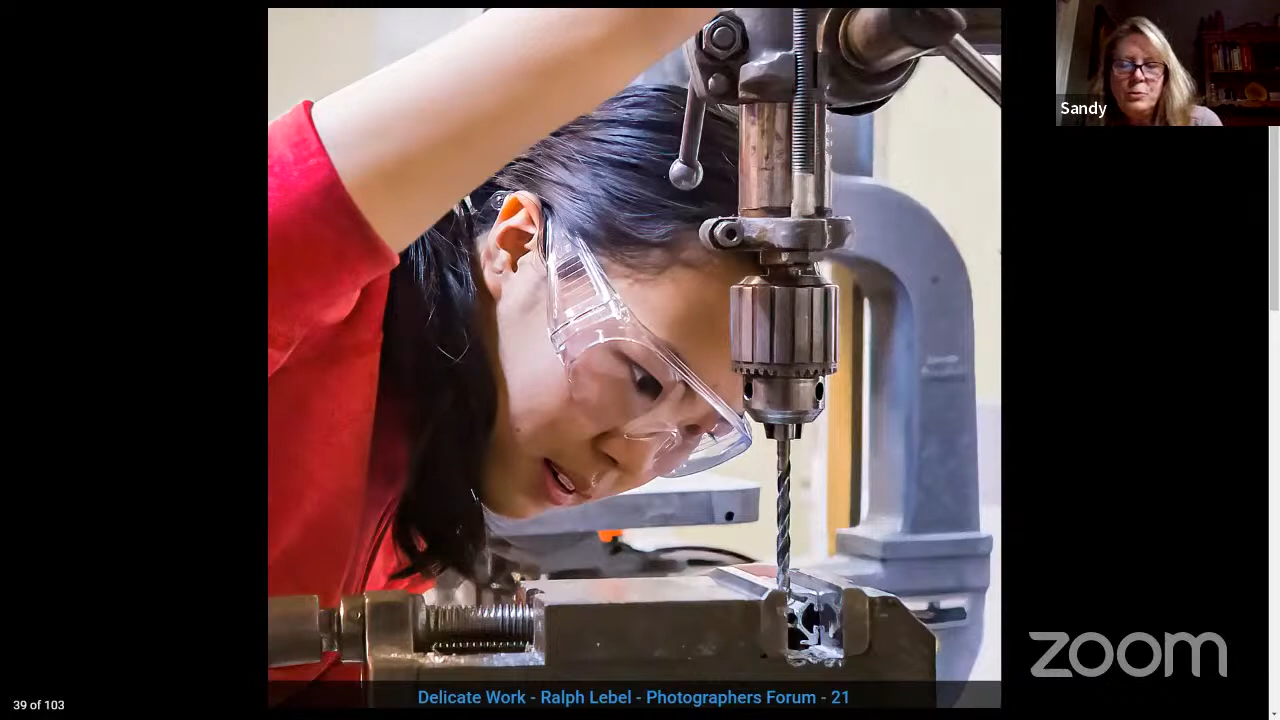 Sandy
zoom
Delicate Work - Ralph Lebel - Photographers Forum - 21
39 of 103